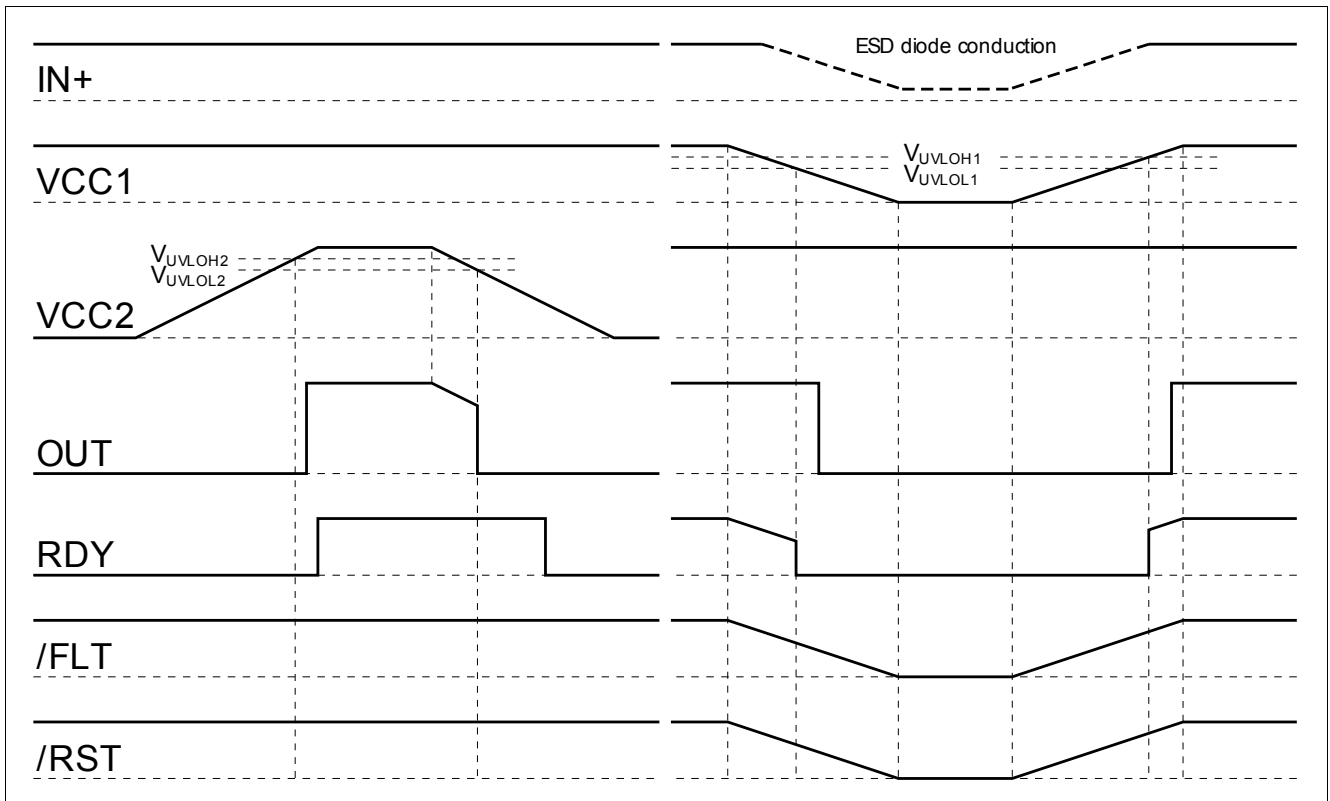 ESD diode conduction
IN+
VUVLOH1
VCC1
VUVLOL1
VUVLOH2
VUVLOL2
VCC2
OUT
RDY
/FLT
/RST